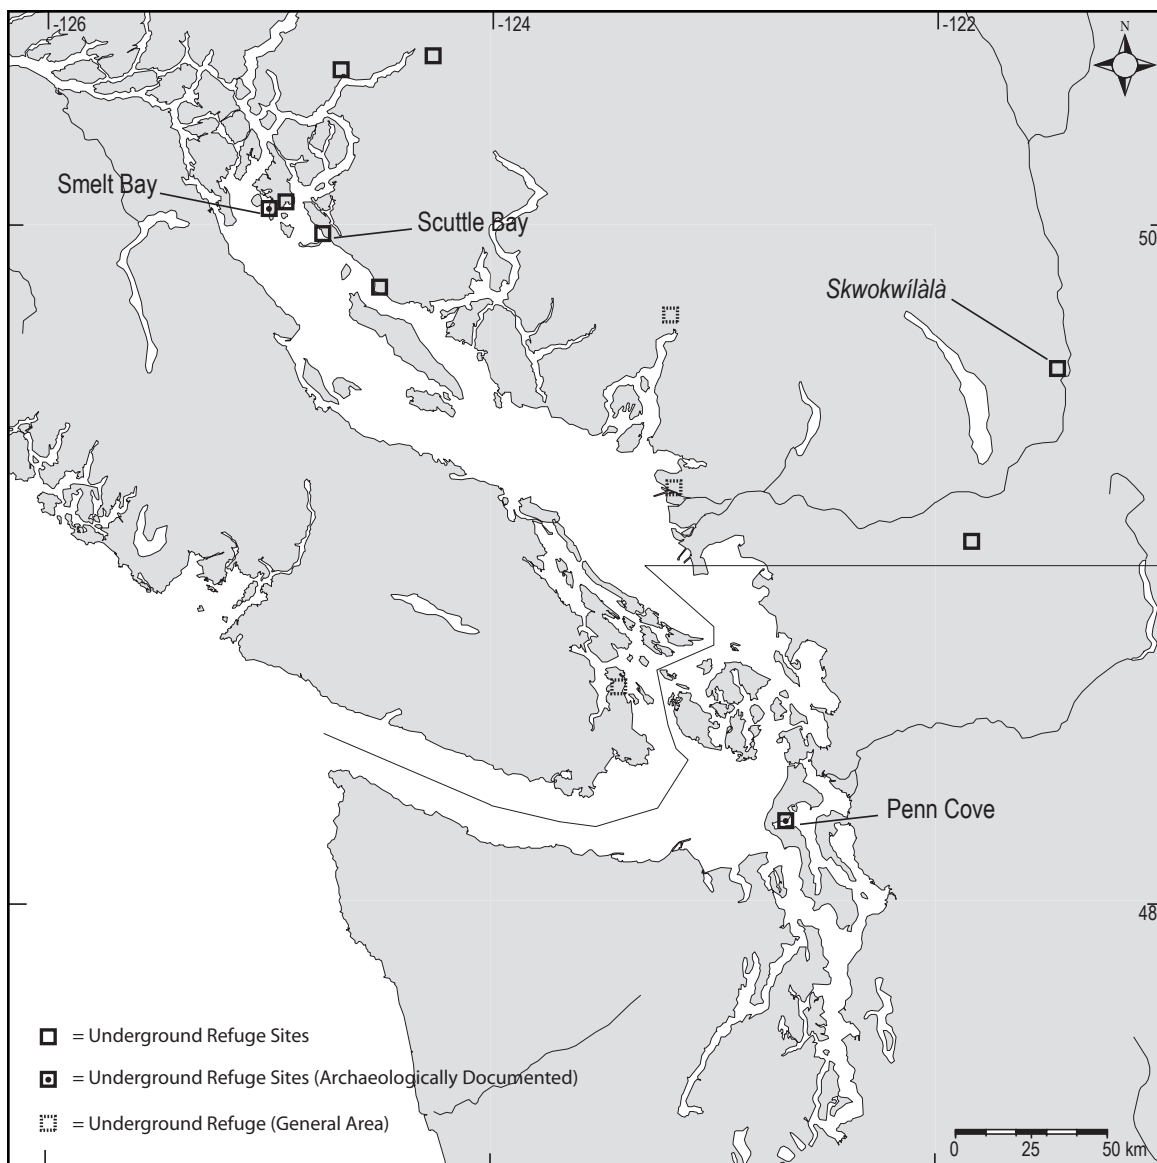 -126
-124
-122
N
Smelt Bay
Scuttle Bay
50
Skwokwílàlà
Penn Cove
48
= Underground Refuge Sites
= Underground Refuge Sites (Archaeologically Documented)
= Underground Refuge (General Area)
0 25 50 km